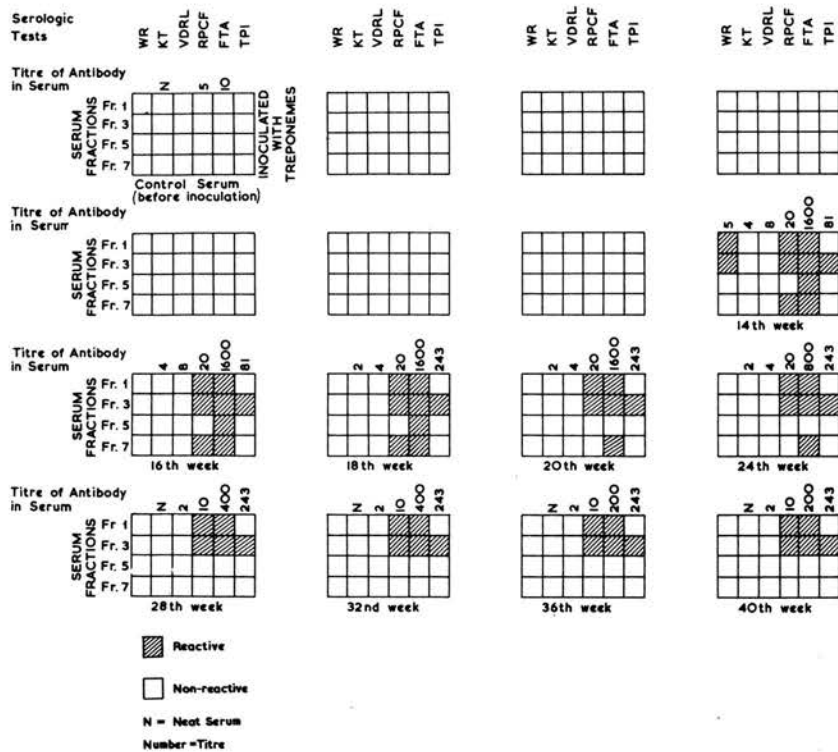 Serologic Tests WR KT VDRL RPCF FTA TPI WR KT VDRL RPCF FTA TPI WR KT VDRL RPCF FTA TPI WR KT VDRL RPCF FTA TPI
Titre of Antibody in Serum N 5 10
SERUM FRACTIONS
Fr. 1
Fr. 3
Fr. 5
Fr. 7
INOCULATED WITH TREPONEMES
Control Serum
(before inoculation)
Titre of Antibody in Serum 5 4 8 20 1600 81
SERUM FRACTIONS
Fr. 1
Fr. 3
Fr. 5
Fr. 7
14th week
Titre of Antibody in Serum 4 8 20 1600 81 2 4 20 1600 243 2 4 20 1600 243 2 4 20 800 243
SERUM FRACTIONS
Fr. 1
Fr. 3
Fr. 5
Fr. 7
16th week 18th week 20th week 24th week
Titre of Antibody in Serum N 2 10 400 243 N 2 10 400 243 N 2 10 200 243 N 2 10 200 243
SERUM FRACTIONS
Fr 1
Fr. 3
Fr. 5
Fr. 7
28th week 32nd week 36th week 40th week
Reactive
Non-reactive
N = Neat Serum
Number = Titre